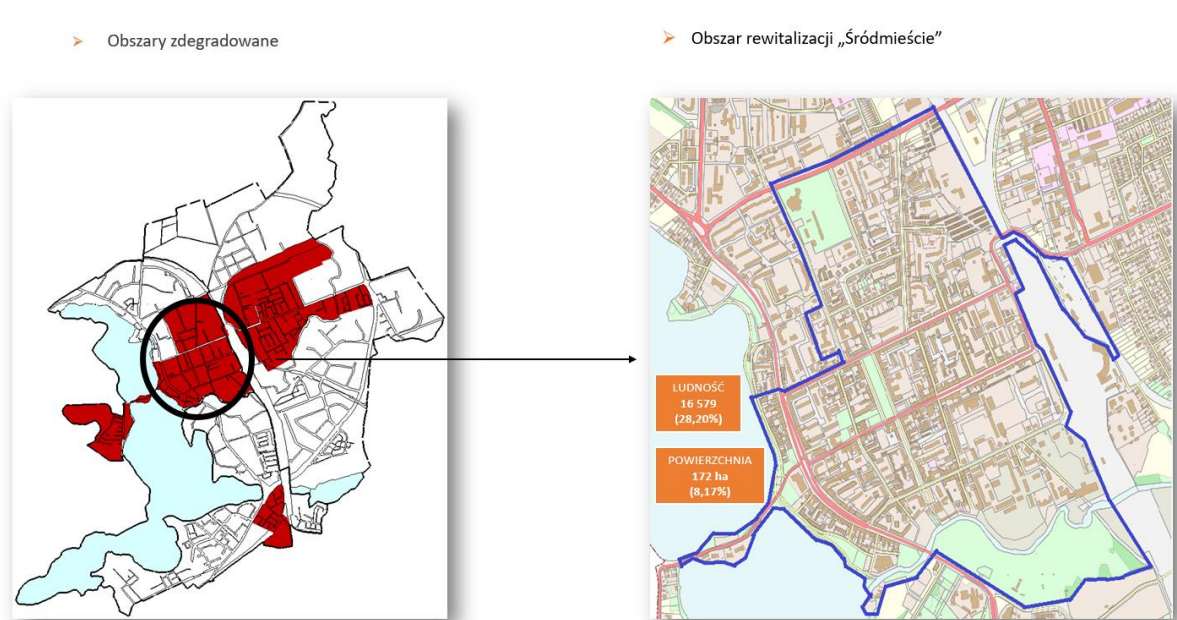 Obszary zdegradowane
Obszar rewitalizacji „Śródmieście”
LUDNOŚĆ
16 579
(28,20%)
POWIERZCHNIA
172 ha
(8,17%)